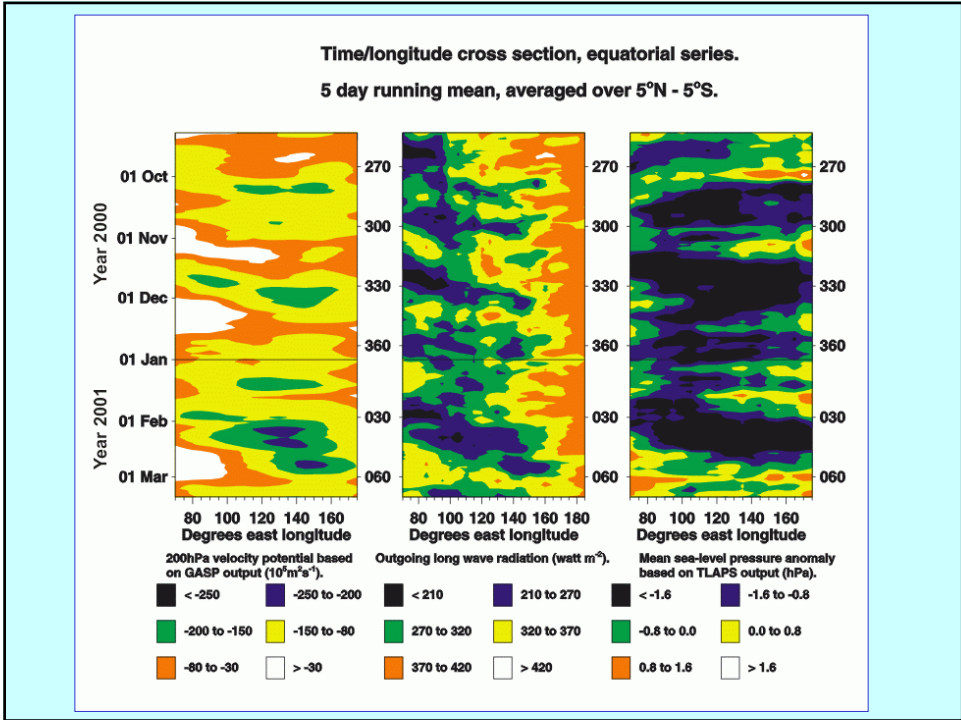 Time/longitude cross section, equatorial series.
5 day running mean, averaged over 5°N - 5°S.
Year 2000
Year 2001
01 Oct
01 Nov
01 Dec
01 Jan
01 Feb
01 Mar
270
300
330
360
030
060
270
300
330
360
030
060
270
300
330
360
030
060
80 100 120 140 160
80 100 120 140 160 180
80 100 120 140 160
Degrees east longitude
Degrees east longitude
Degrees east longitude
200hPa velocity potential based
on GASP output (10⁵m²s⁻¹).
< -250
-250 to -200
-200 to -150
-150 to -80
-80 to -30
> -30
Outgoing long wave radiation (watt m⁻²).
< 210
210 to 270
270 to 320
320 to 370
370 to 420
> 420
Mean sea-level pressure anomaly
based on TLAPS output (hPa).
< -1.6
-1.6 to -0.8
-0.8 to 0.0
0.0 to 0.8
0.8 to 1.6
> 1.6